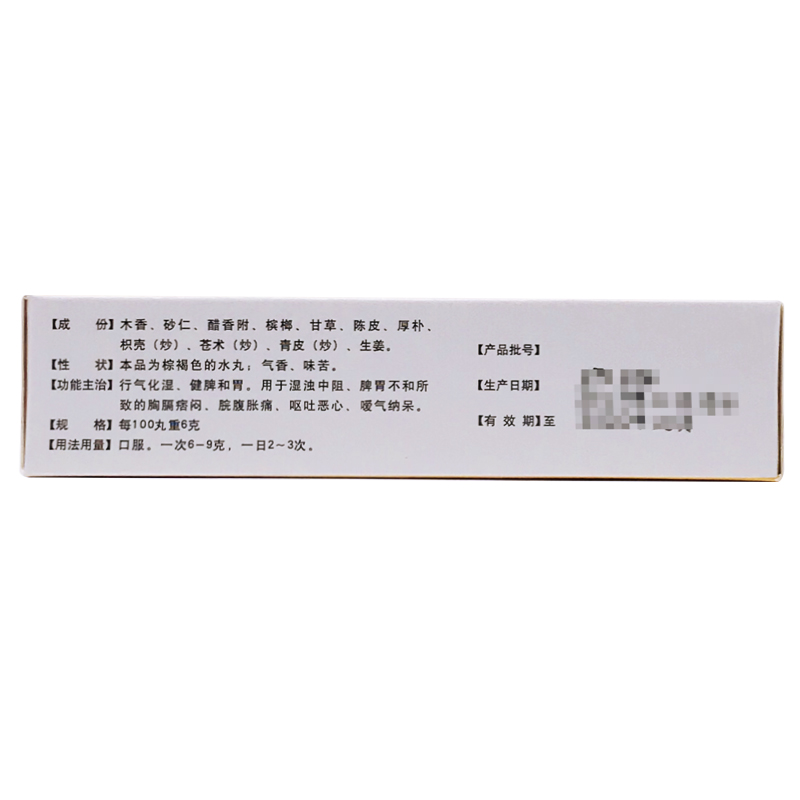 【成　份】木香、砂仁、醋香附、槟榔、甘草、陈皮、厚朴、
枳壳（炒）、苍术（炒）、青皮（炒）、生姜。
【性　状】本品为棕褐色的水丸；气香、味苦。
【功能主治】行气化湿、健脾和胃。用于湿浊中阻、脾胃不和所
致的胸膈痞闷、脘腹胀痛、呕吐恶心、嗳气纳呆。
【规　格】每100丸重6克
【用法用量】口服。一次6-9克，一日2～3次。
【产品批号】
【生产日期】
【有 效 期】至